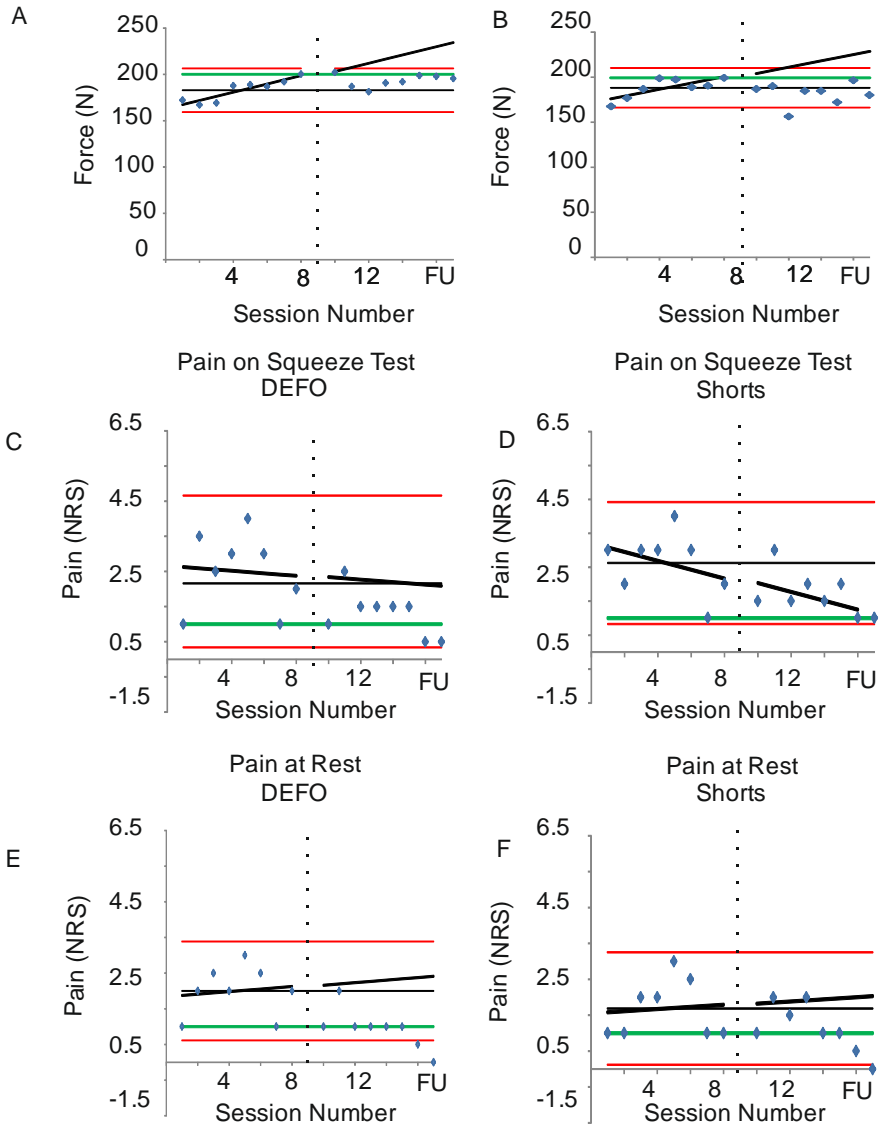 A
250
200
150
100
50
0
Force (N)
4
8
12
FU
Session Number
B
250
200
150
100
50
0
Force (N)
4
8
12
FU
Session Number
Pain on Squeeze Test
DEFO
C
6.5
4.5
2.5
0.5
-1.5
Pain (NRS)
4
8
12
FU
Session Number
Pain on Squeeze Test
Shorts
D
6.5
4.5
2.5
0.5
-1.5
Pain (NRS)
4
8
12
FU
Session Number
Pain at Rest
DEFO
E
6.5
4.5
2.5
0.5
-1.5
Pain (NRS)
4
8
12
FU
Session Number
Pain at Rest
Shorts
F
6.5
4.5
2.5
0.5
-1.5
Pain (NRS)
4
8
12
FU
Session Number